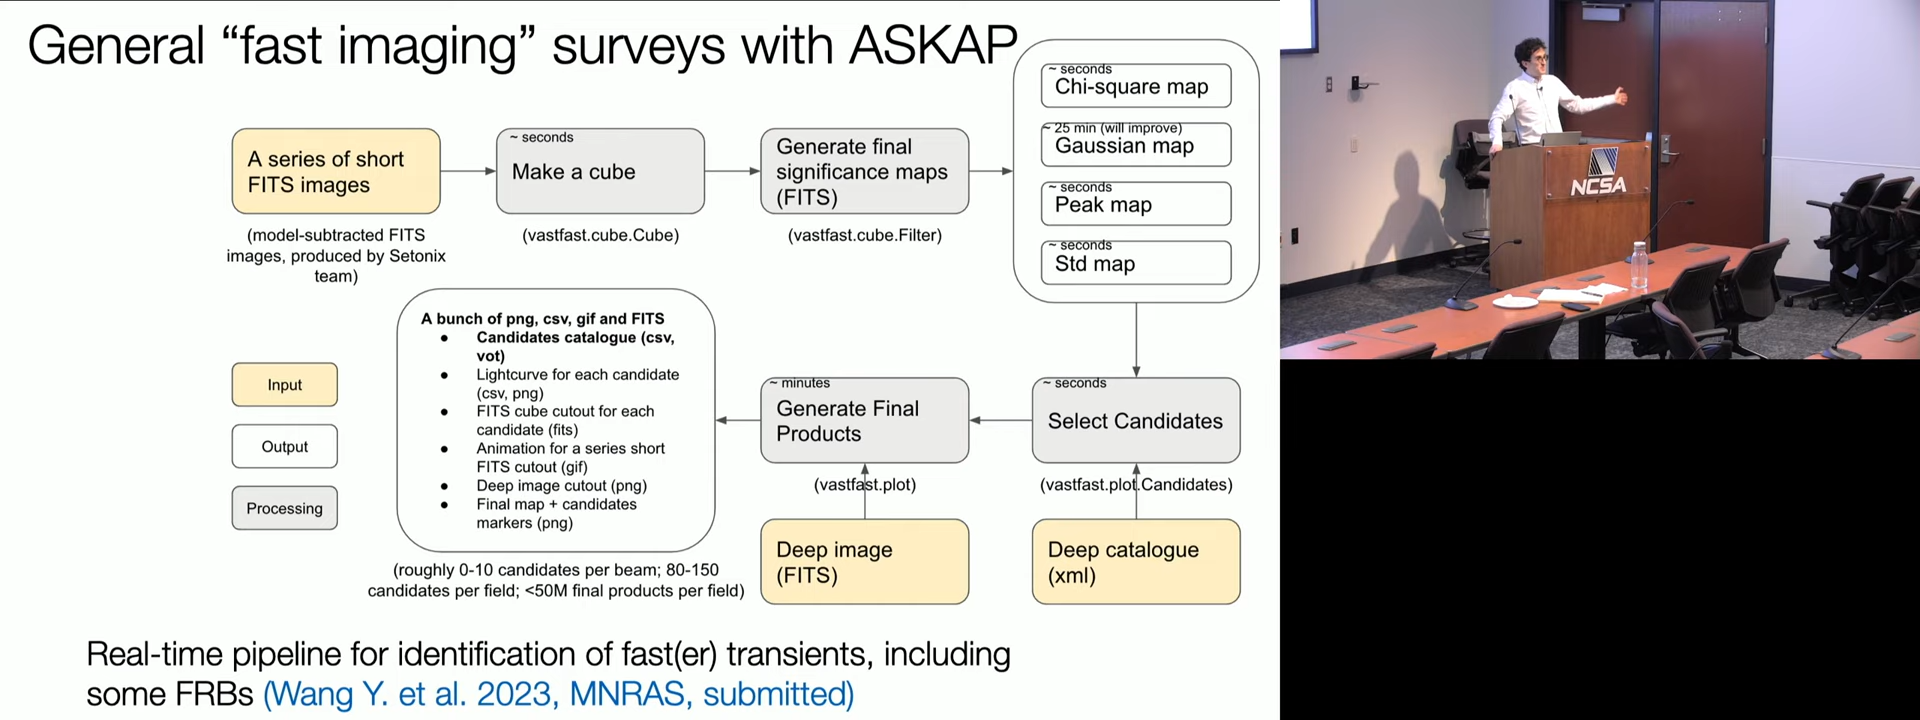 General “fast imaging” surveys with ASKAP
A series of short
FITS images
(model-subtracted FITS
images, produced by Setonix
team)
~ seconds
Make a cube
(vastfast.cube.Cube)
Generate final
significance maps
(FITS)
(vastfast.cube.Filter)
~ seconds
Chi-square map
~ 25 min (will improve)
Gaussian map
~ seconds
Peak map
~ seconds
Std map
~ seconds
Select Candidates
(vastfast.plot.Candidates)
Deep catalogue
(xml)
~ minutes
Generate Final
Products
(vastfast.plot)
Deep image
(FITS)
A bunch of png, csv, gif and FITS
● Candidates catalogue (csv,
vot)
● Lightcurve for each candidate
(csv, png)
● FITS cube cutout for each
candidate (fits)
● Animation for a series short
FITS cutout (gif)
● Deep image cutout (png)
● Final map + candidates
markers (png)
(roughly 0-10 candidates per beam; 80-150
candidates per field; <50M final products per field)
Input
Output
Processing
Real-time pipeline for identification of fast(er) transients, including
some FRBs (Wang Y. et al. 2023, MNRAS, submitted)
NCSA